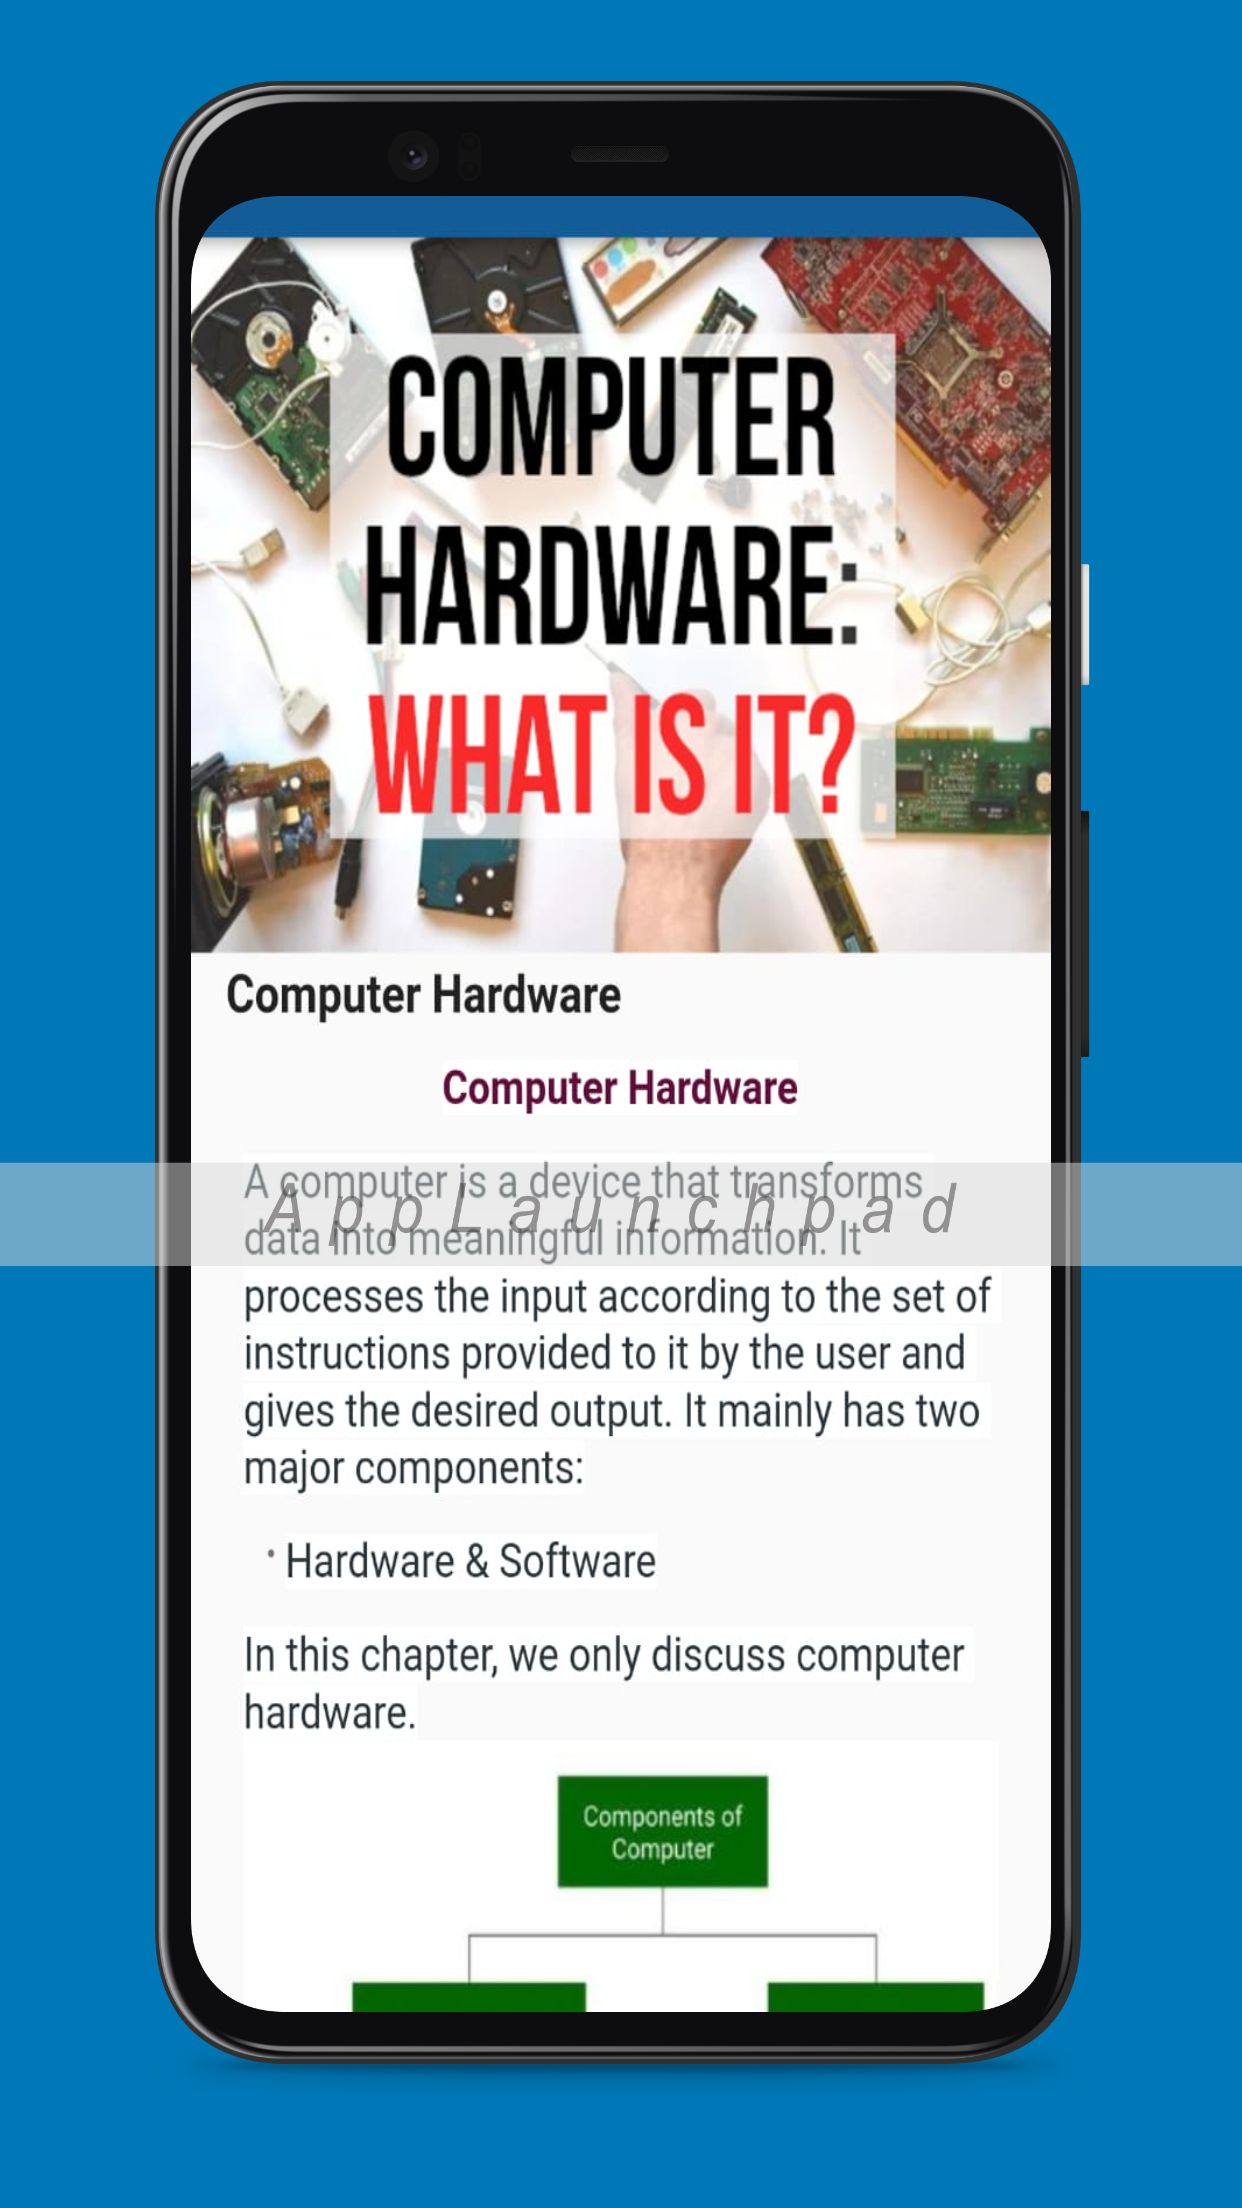 COMPUTER
HARDWARE:
WHAT IS IT?
Computer Hardware
Computer Hardware
A computer is a device that transforms
AppLaunchpad
data into meaningful information. It
processes the input according to the set of
instructions provided to it by the user and
gives the desired output. It mainly has two
major components:
• Hardware & Software
In this chapter, we only discuss computer
hardware.
Components of
Computer